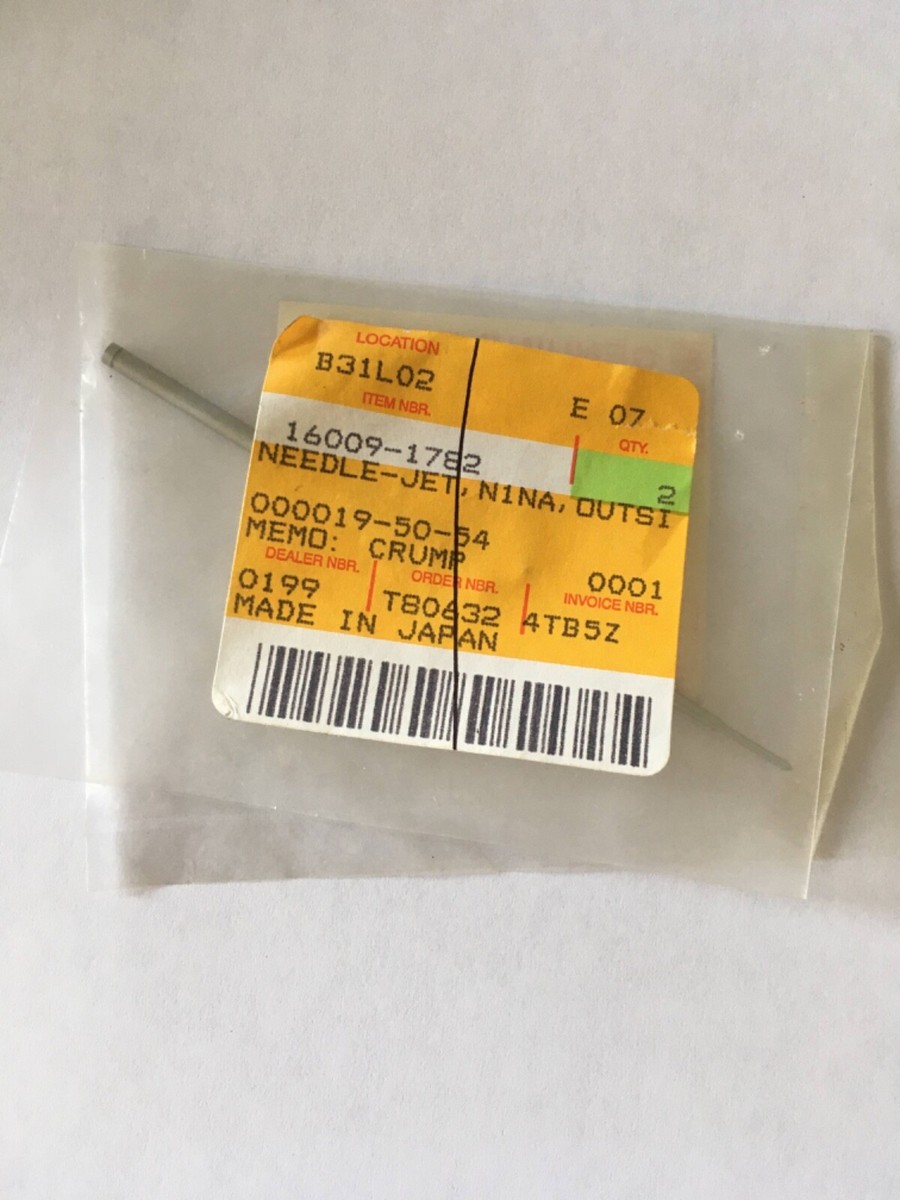 LOCATION
B31L02
E 07
ITEM NBR.
QTY.
16009-1782
2
NEEDLE-JET, N1NA, OUTSI
000019-50-54
MEMO: CRUMP
0001
DEALER NBR. ORDER NBR. INVOICE NBR.
0199 T80632 4TB5Z
MADE IN JAPAN